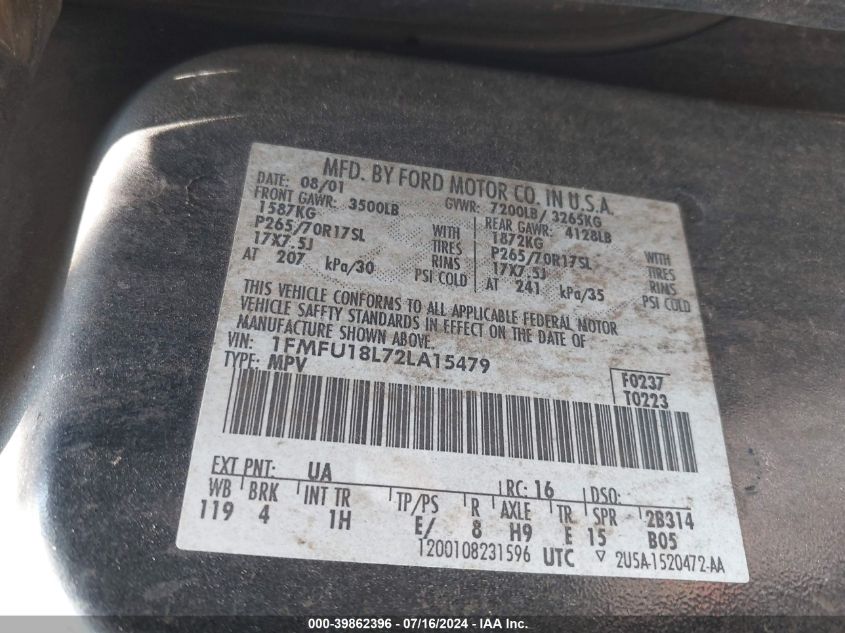 MFD. BY FORD MOTOR CO. IN U.S.A.
DATE: 08/01 GVWR: 7200LB/ 3265KG
FRONT GAWR: 3500LB REAR GAWR: 4128LB
1587KG WITH 1872KG WITH
P265/70R17SL TIRES P265/70R17SL TIRES
17X7.5J RIMS 17X7.5J RIMS
AT 207 kPa/30 PSI COLD AT 241 kPa/35 PSI COLD
THIS VEHICLE CONFORMS TO ALL APPLICABLE FEDERAL MOTOR
VEHICLE SAFTY STANDARDS IN EFFECT ON THE DATE OF
MANUFACTURE SHOWN ABOVE.
VIN: 1FMFU18L72LA15479
TYPE: MPV
F0237
T0223
EXT PNT: UA RC: 16 DSO:
WB BRK INT TR TP/PS R AXLE TR SPR 2B314
119 4 1H E/ 8 H9 E 15 B05
1200108231596 UTC ▽ 2U5A-1520472-AA
000-39862396 - 07/16/2024 - IAAI.COM INC.